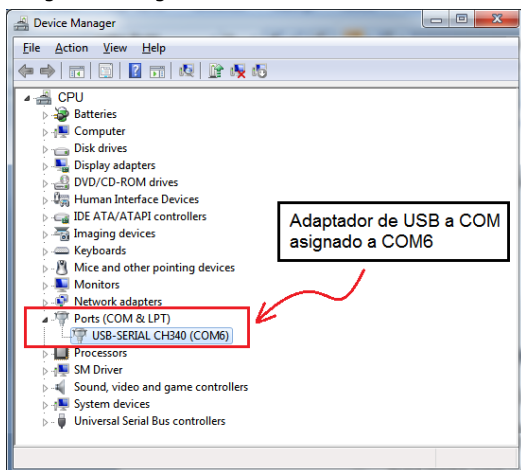 Device Manager
File Action View Help
CPU
Batteries
Computer
Disk drives
Display adapters
DVD/CD-ROM drives
Human Interface Devices
IDE ATA/ATAPI controllers
Imaging devices
Keyboards
Mice and other pointing devices
Monitors
Network adapters
Ports (COM & LPT)
USB-SERIAL CH340 (COM6)
Processors
SM Driver
Sound, video and game controllers
System devices
Universal Serial Bus controllers
Adaptador de USB a COM
asignado a COM6